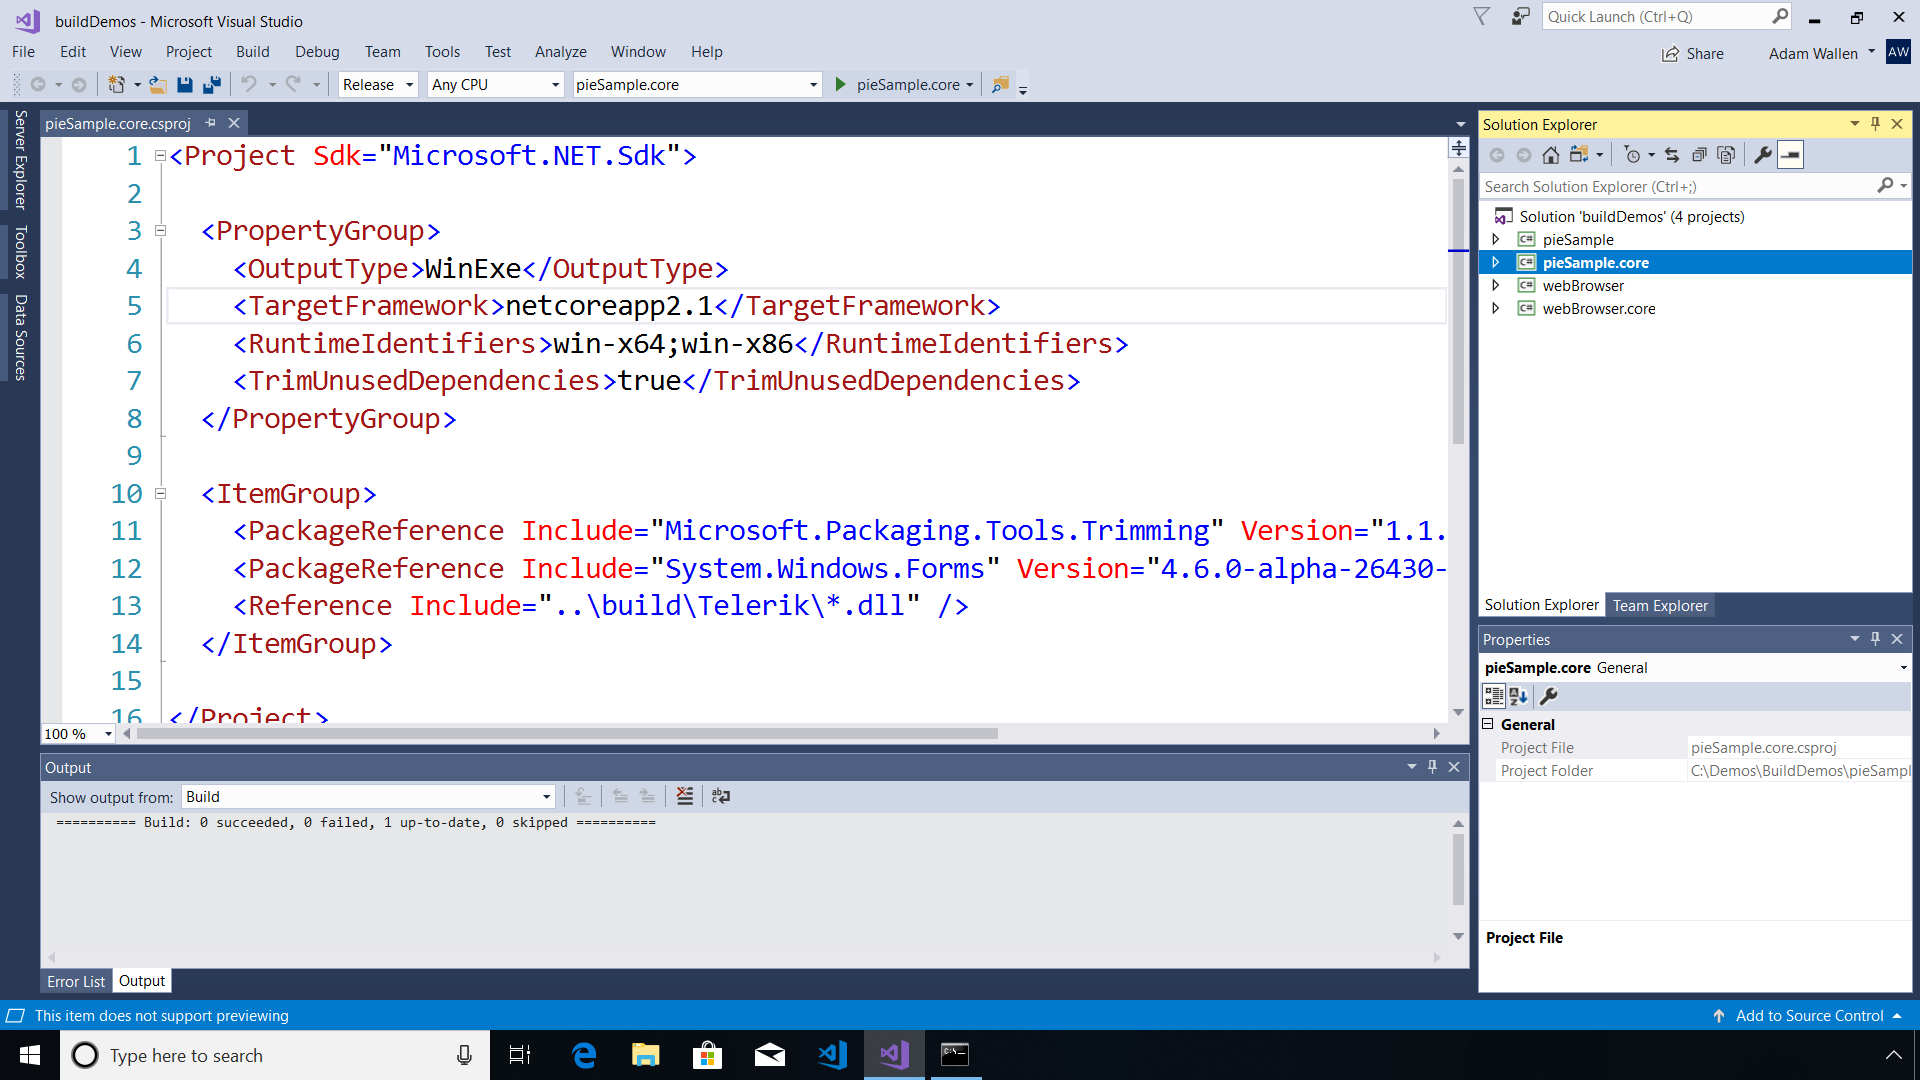 buildDemos - Microsoft Visual Studio
Quick Launch (Ctrl+Q)
File Edit View Project Build Debug Team Tools Test Analyze Window Help
Share
Adam Wallen
AW
Release
Any CPU
pieSample.core
pieSample.core
Server Explorer
Toolbox
Data Sources
pieSample.core.csproj
1 <Project Sdk="Microsoft.NET.Sdk">
2
3 <PropertyGroup>
4 <OutputType>WinExe</OutputType>
5 <TargetFramework>netcoreapp2.1</TargetFramework>
6 <RuntimeIdentifiers>win-x64;win-x86</RuntimeIdentifiers>
7 <TrimUnusedDependencies>true</TrimUnusedDependencies>
8 </PropertyGroup>
9
10 <ItemGroup>
11 <PackageReference Include="Microsoft.Packaging.Tools.Trimming" Version="1.1.
12 <PackageReference Include="System.Windows.Forms" Version="4.6.0-alpha-26430-
13 <Reference Include="..\build\Telerik\*.dll" />
14 </ItemGroup>
15
16 </Project>
100 %
Output
Show output from: Build
========== Build: 0 succeeded, 0 failed, 1 up-to-date, 0 skipped ==========
Error List Output
Solution Explorer
Search Solution Explorer (Ctrl+;)
Solution 'buildDemos' (4 projects)
C# pieSample
C# pieSample.core
C# webBrowser
C# webBrowser.core
Solution Explorer Team Explorer
Properties
pieSample.core General
General
Project File pieSample.core.csproj
Project Folder C:\Demos\BuildDemos\pieSampl
Project File
This item does not support previewing
Add to Source Control
Type here to search